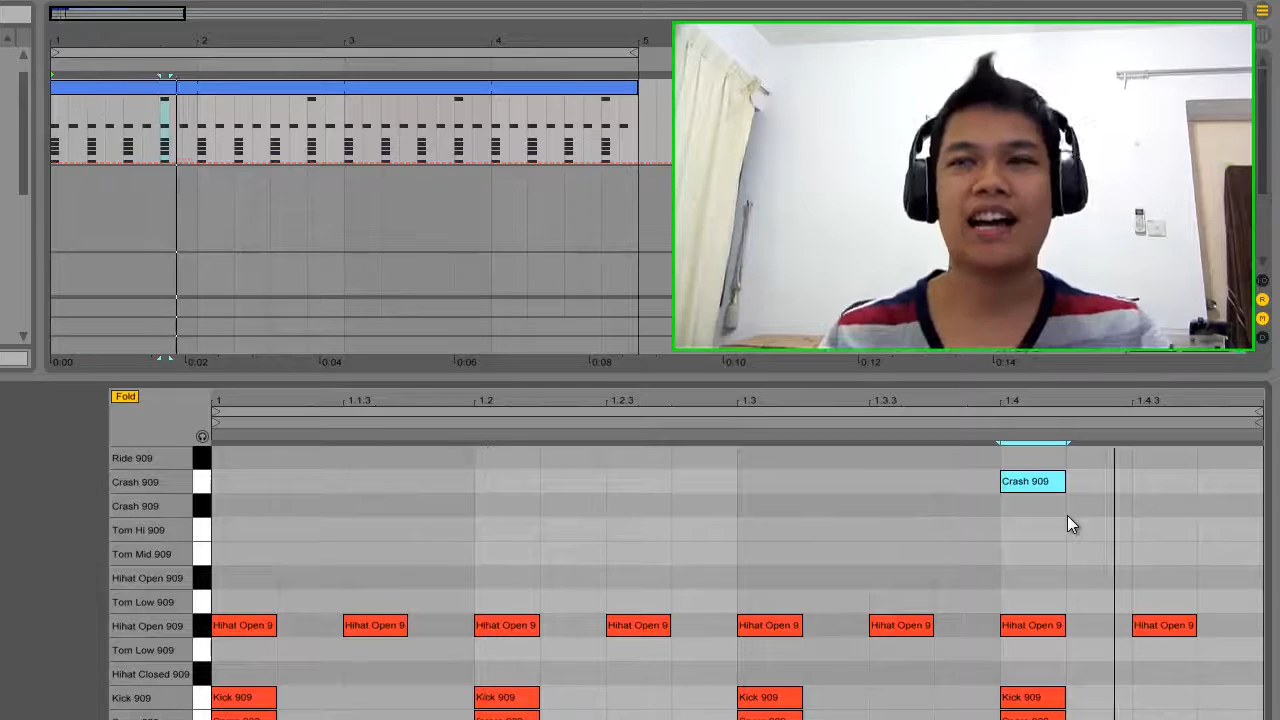 1 2 3 4 5
0:00 0:02 0:04 0:06 0:08 0:10 0:12 0:14
R
M
D
Fold 1 1.1.3 1.2 1.2.3 1.3 1.3.3 1.4 1.4.3
Ride 909
Crash 909 Crash 909
Crash 909
Tom Hi 909
Tom Mid 909
Hihat Open 909
Tom Low 909
Hihat Open 909 Hihat Open 9 Hihat Open 9 Hihat Open 9 Hihat Open 9 Hihat Open 9 Hihat Open 9 Hihat Open 9 Hihat Open 9
Tom Low 909
Hihat Closed 909
Kick 909 Kick 909 Kick 909 Kick 909 Kick 909